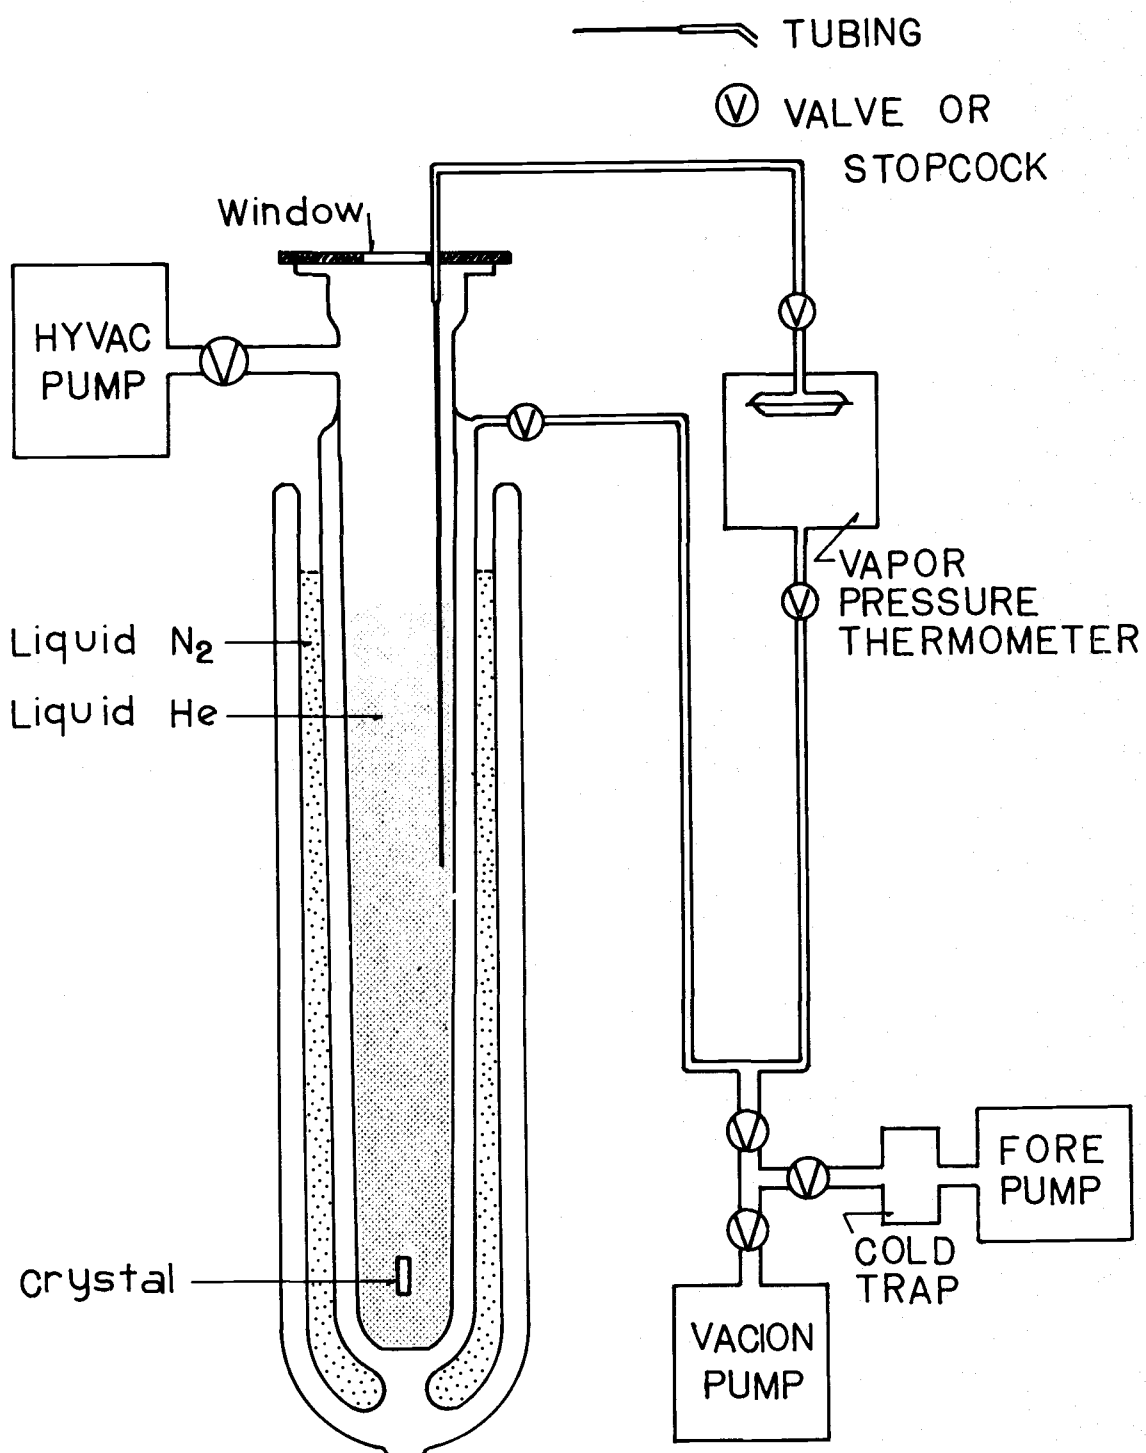 TUBING
V VALVE OR
STOPCOCK
Window
HYVAC
PUMP
V
V
V
VAPOR
PRESSURE
THERMOMETER
V
Liquid N₂
Liquid He
V
V
FORE
PUMP
COLD
TRAP
V
crystal
VACION
PUMP